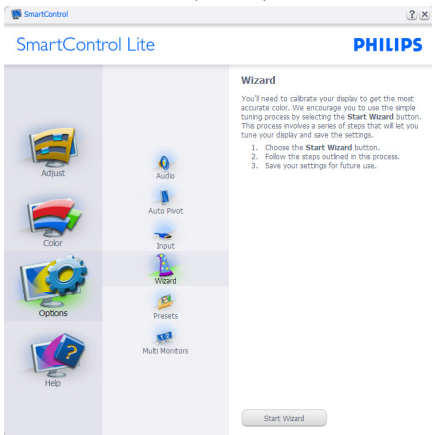 SmartControl
? ×
SmartControl Lite
PHILIPS
Adjust
Color
Options
Help
Audio
Auto Pivot
Input
Wizard
Presets
Multi Monitors
Wizard
You'll need to calibrate your display to get the most
accurate color. We encourage you to use the simple
tuning process by selecting the Start Wizard button.
This process involves a series of steps that will let you
tune your display and save the settings.
1. Choose the Start Wizard button.
2. Follow the steps outlined in this process.
3. Save your settings for future use.
Start Wizard